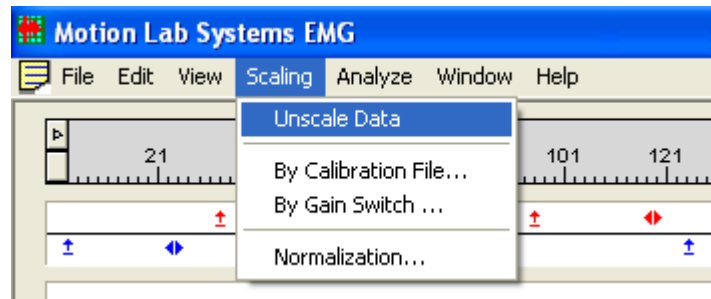 Motion Lab Systems EMG
File Edit View Scaling Analyze Window Help
Unscale Data
21 101 121
By Calibration File...
By Gain Switch ...
Normalization...